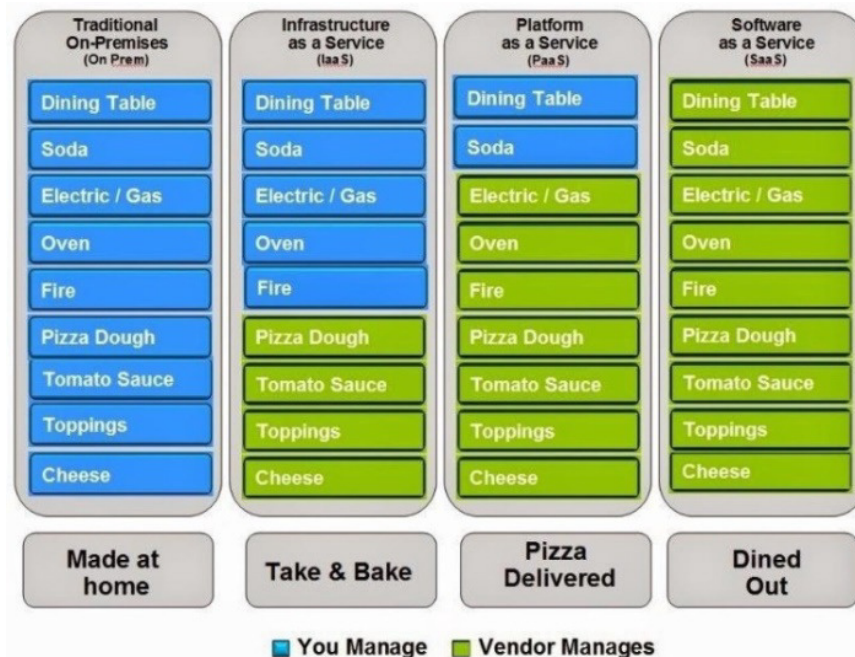 Traditional
On-Premises
(On Prem)
Dining Table
Soda
Electric / Gas
Oven
Fire
Pizza Dough
Tomato Sauce
Toppings
Cheese
Made at
home
Infrastructure
as a Service
(IaaS)
Dining Table
Soda
Electric / Gas
Oven
Fire
Pizza Dough
Tomato Sauce
Toppings
Cheese
Take & Bake
Platform
as a Service
(PaaS)
Dining Table
Soda
Electric / Gas
Oven
Fire
Pizza Dough
Tomato Sauce
Toppings
Cheese
Pizza
Delivered
Software
as a Service
(SaaS)
Dining Table
Soda
Electric / Gas
Oven
Fire
Pizza Dough
Tomato Sauce
Toppings
Cheese
Dined
Out
You Manage
Vendor Manages